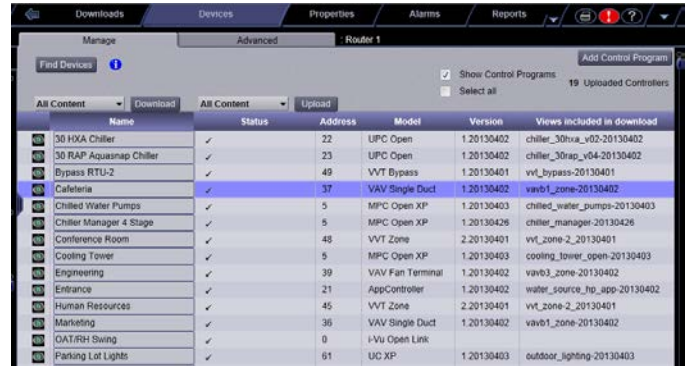 Downloads Devices Properties Alarms Reports
Manage Advanced : Router 1
Find Devices Add Control Program
Show Control Programs 19 Uploaded Controllers
Select all
All Content Download All Content Upload
Name Status Address Model Version Views included in download
30 HXA Chiller ✓ 22 UPC Open 1.20130402 chiller_30hxa_v02-20130402
30 RAP Aquasnap Chiller ✓ 23 UPC Open 1.20130402 chiller_30rap_v04-20130402
Bypass RTU-2 ✓ 49 VVT Bypass 1.20130401 vvt_bypass-20130401
Cafeteria ✓ 37 VAV Single Duct 1.20130402 vavb1_zone-20130402
Chilled Water Pumps ✓ 5 MPC Open XP 1.20130403 chilled_water_pumps-20130403
Chiller Manager 4 Stage ✓ 5 MPC Open XP 1.20130426 chiller_manager-20130426
Conference Room ✓ 48 VVT Zone 2.20130401 vvt_zone-2_20130401
Cooling Tower ✓ 5 MPC Open XP 1.20130403 cooling_tower_open-20130403
Engineering ✓ 39 VAV Fan Terminal 1.20130402 vavb3_zone-20130402
Entrance ✓ 21 AppController 1.20130402 water_source_hp_app-20130402
Human Resources ✓ 45 VVT Zone 2.20130401 vvt_zone-2_20130401
Marketing ✓ 36 VAV Single Duct 1.20130402 vavb1_zone-20130402
OAT/RH Swing ✓ 0 i-Vu Open Link
Parking Lot Lights ✓ 61 UC XP 1.20130403 outdoor_lighting-20130403